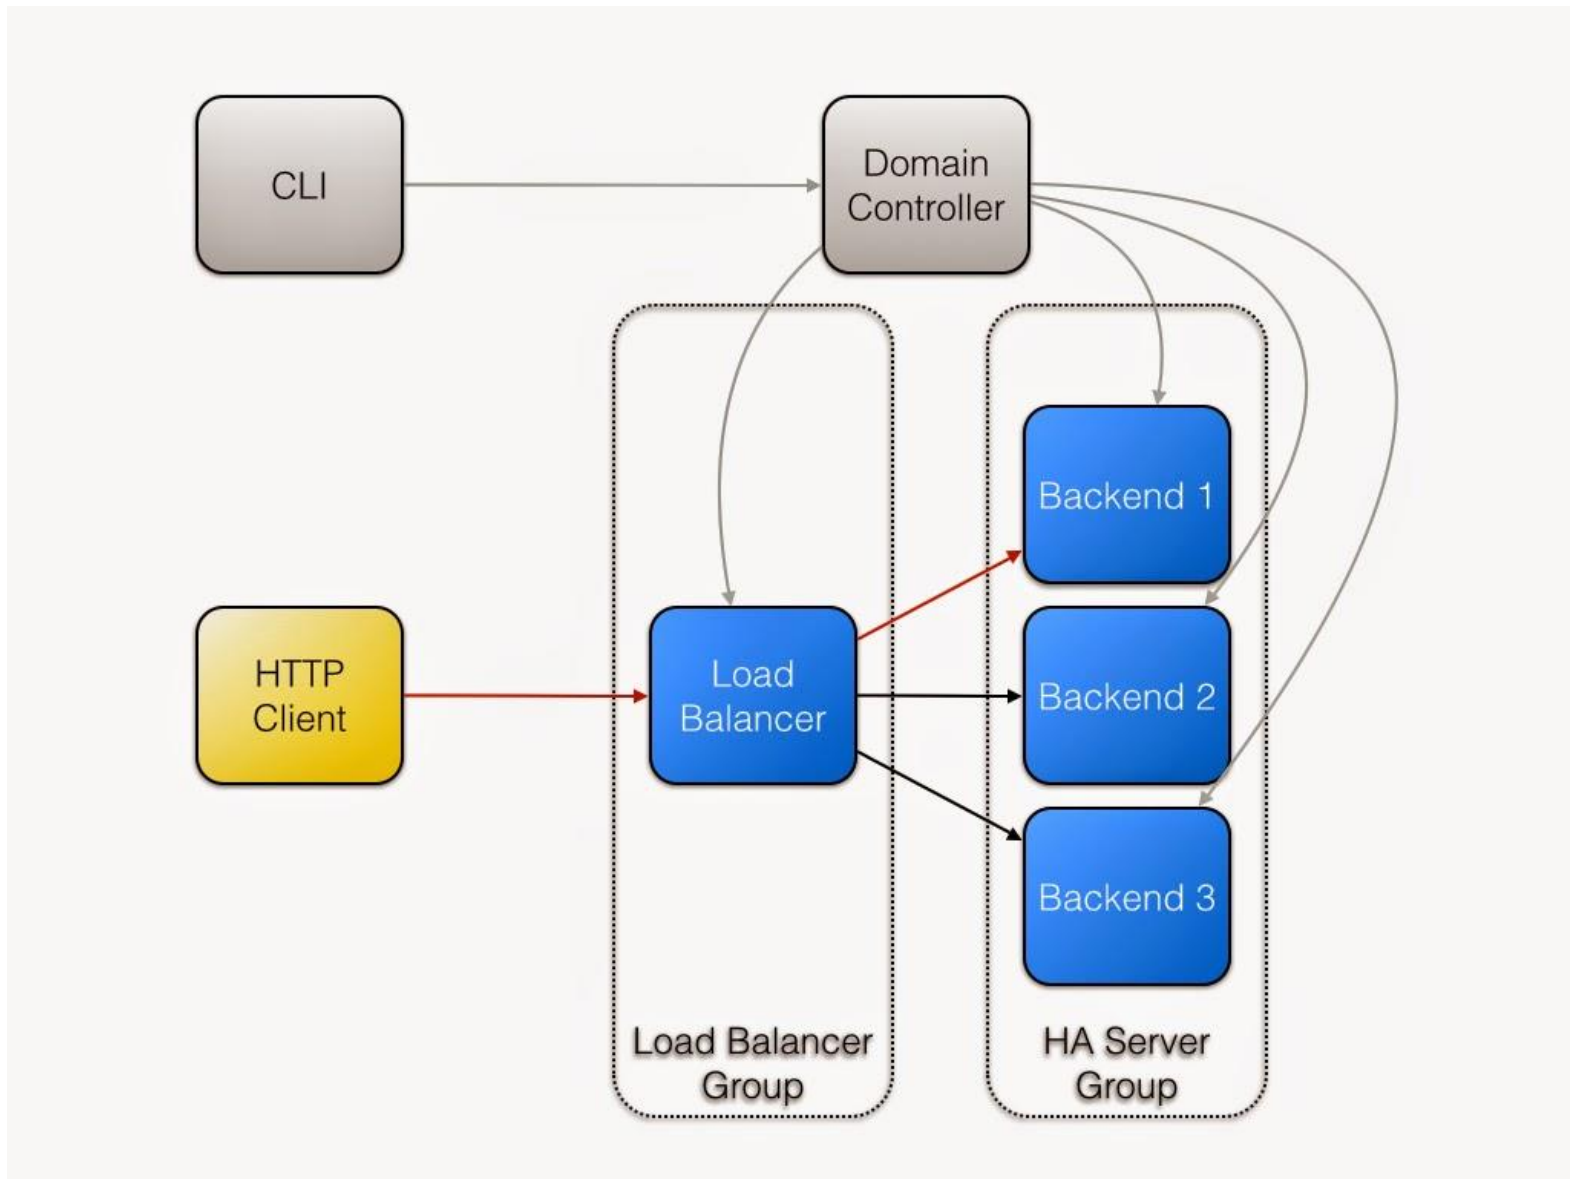 CLI
Domain
Controller
Backend 1
HTTP
Client
Load
Balancer
Backend 2
Backend 3
Load Balancer
Group
HA Server
Group